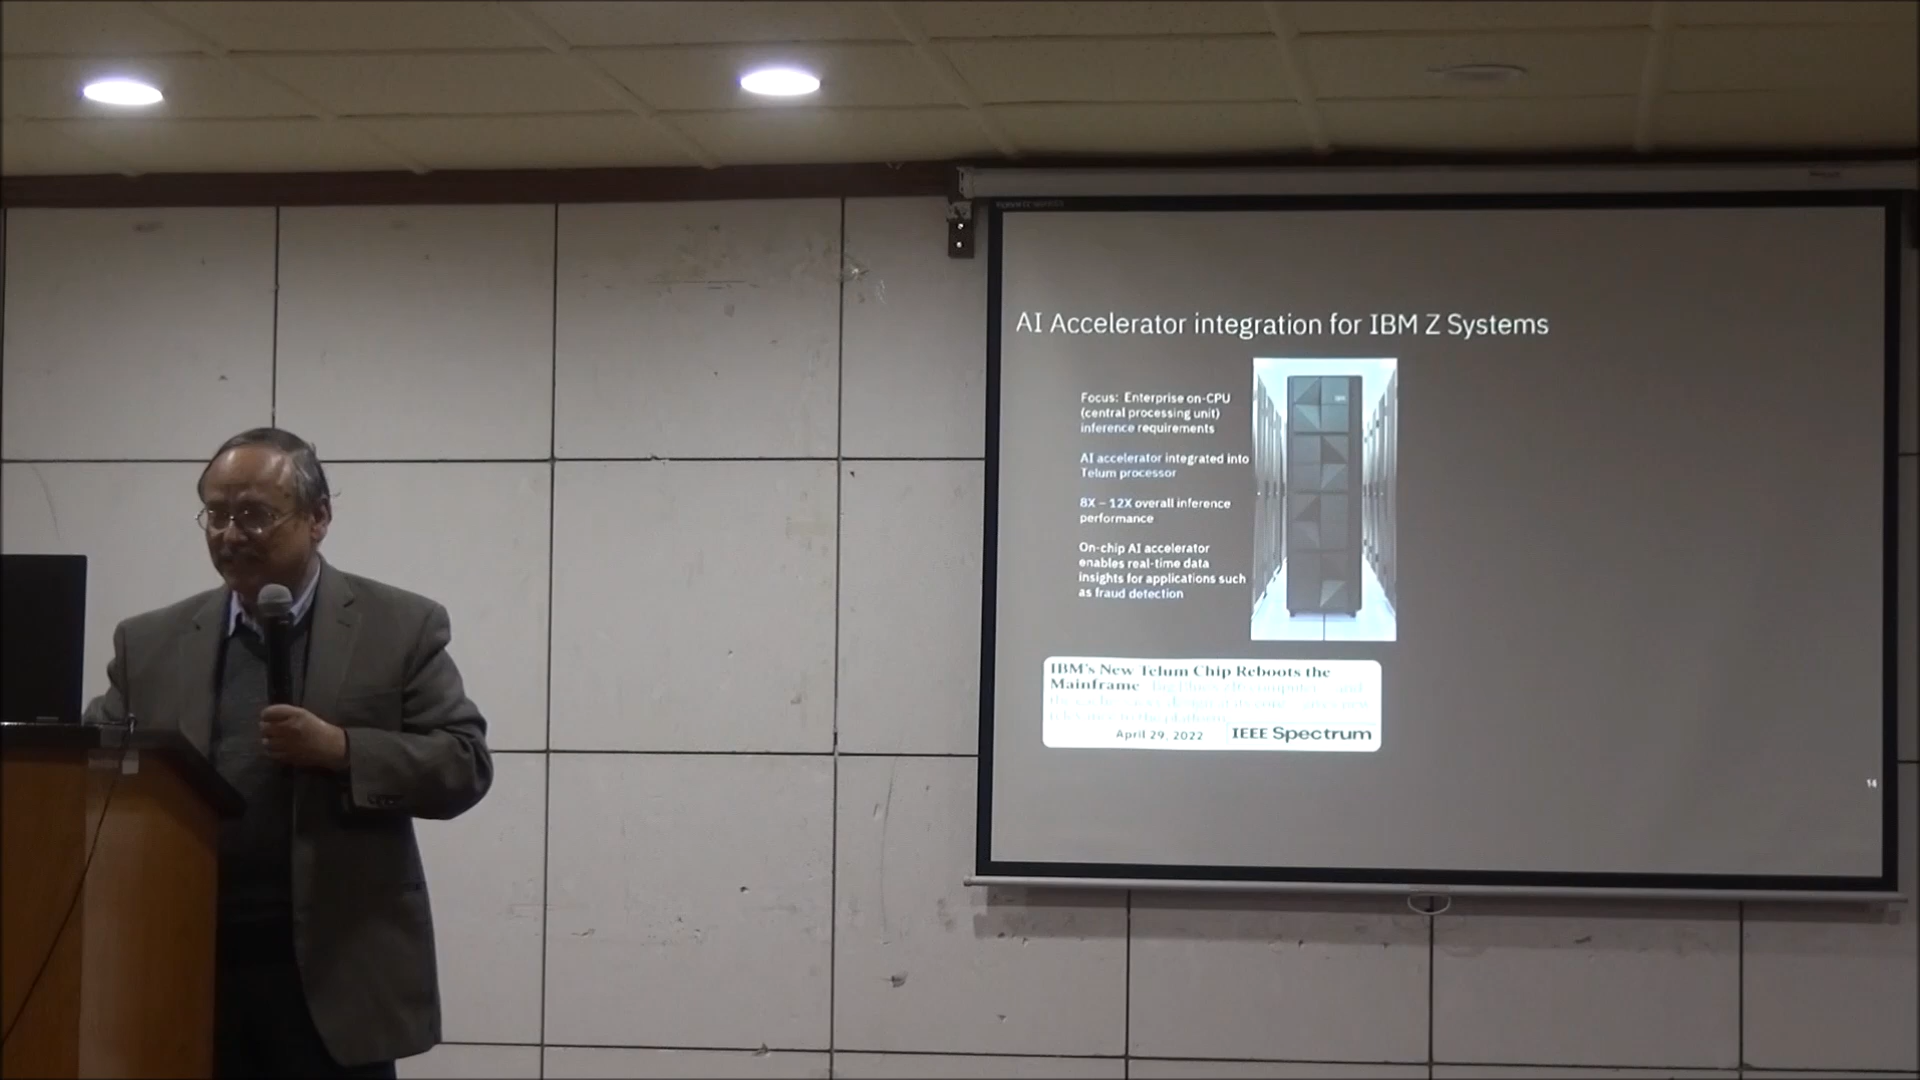 AI Accelerator integration for IBM Z Systems
Focus: Enterprise on-CPU
(central processing unit)
inference requirements
AI accelerator integrated into
Telum processor
8X – 12X overall inference
performance
On-chip AI accelerator
enables real-time data
insights for applications such
as fraud detection
IBM's New Telum Chip Reboots the
Mainframe
April 29, 2022 IEEE Spectrum
14